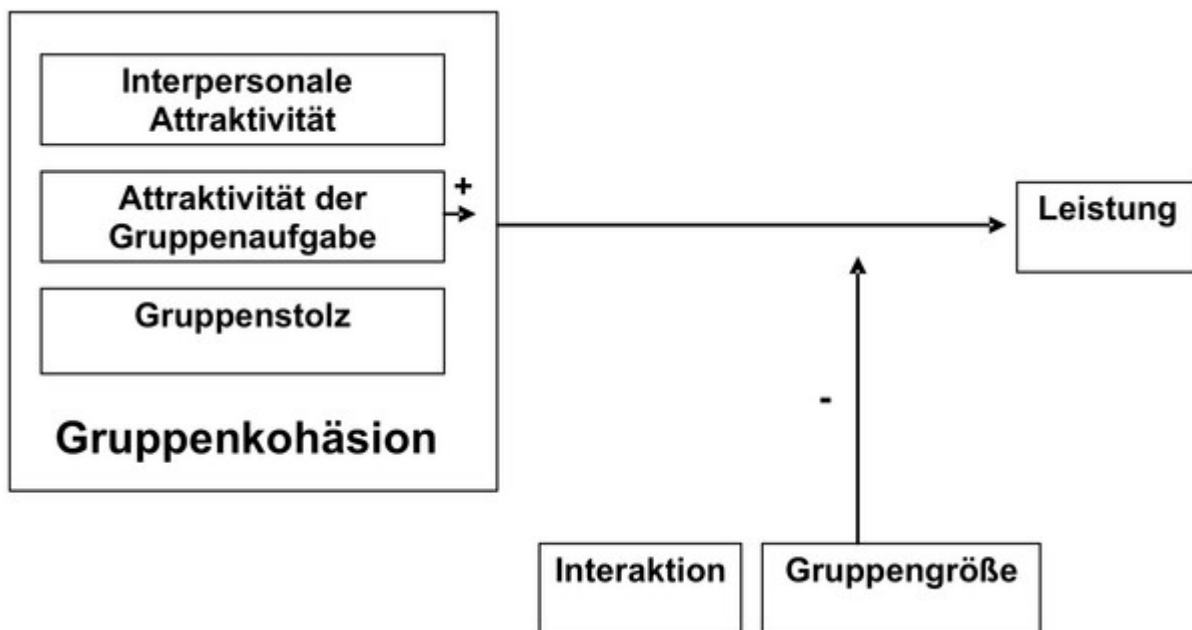 Interpersonale
Attraktivität
Attraktivität der
Gruppenaufgabe
+
Gruppenstolz
Gruppenkohäsion
Leistung
-
Interaktion
Gruppengröße